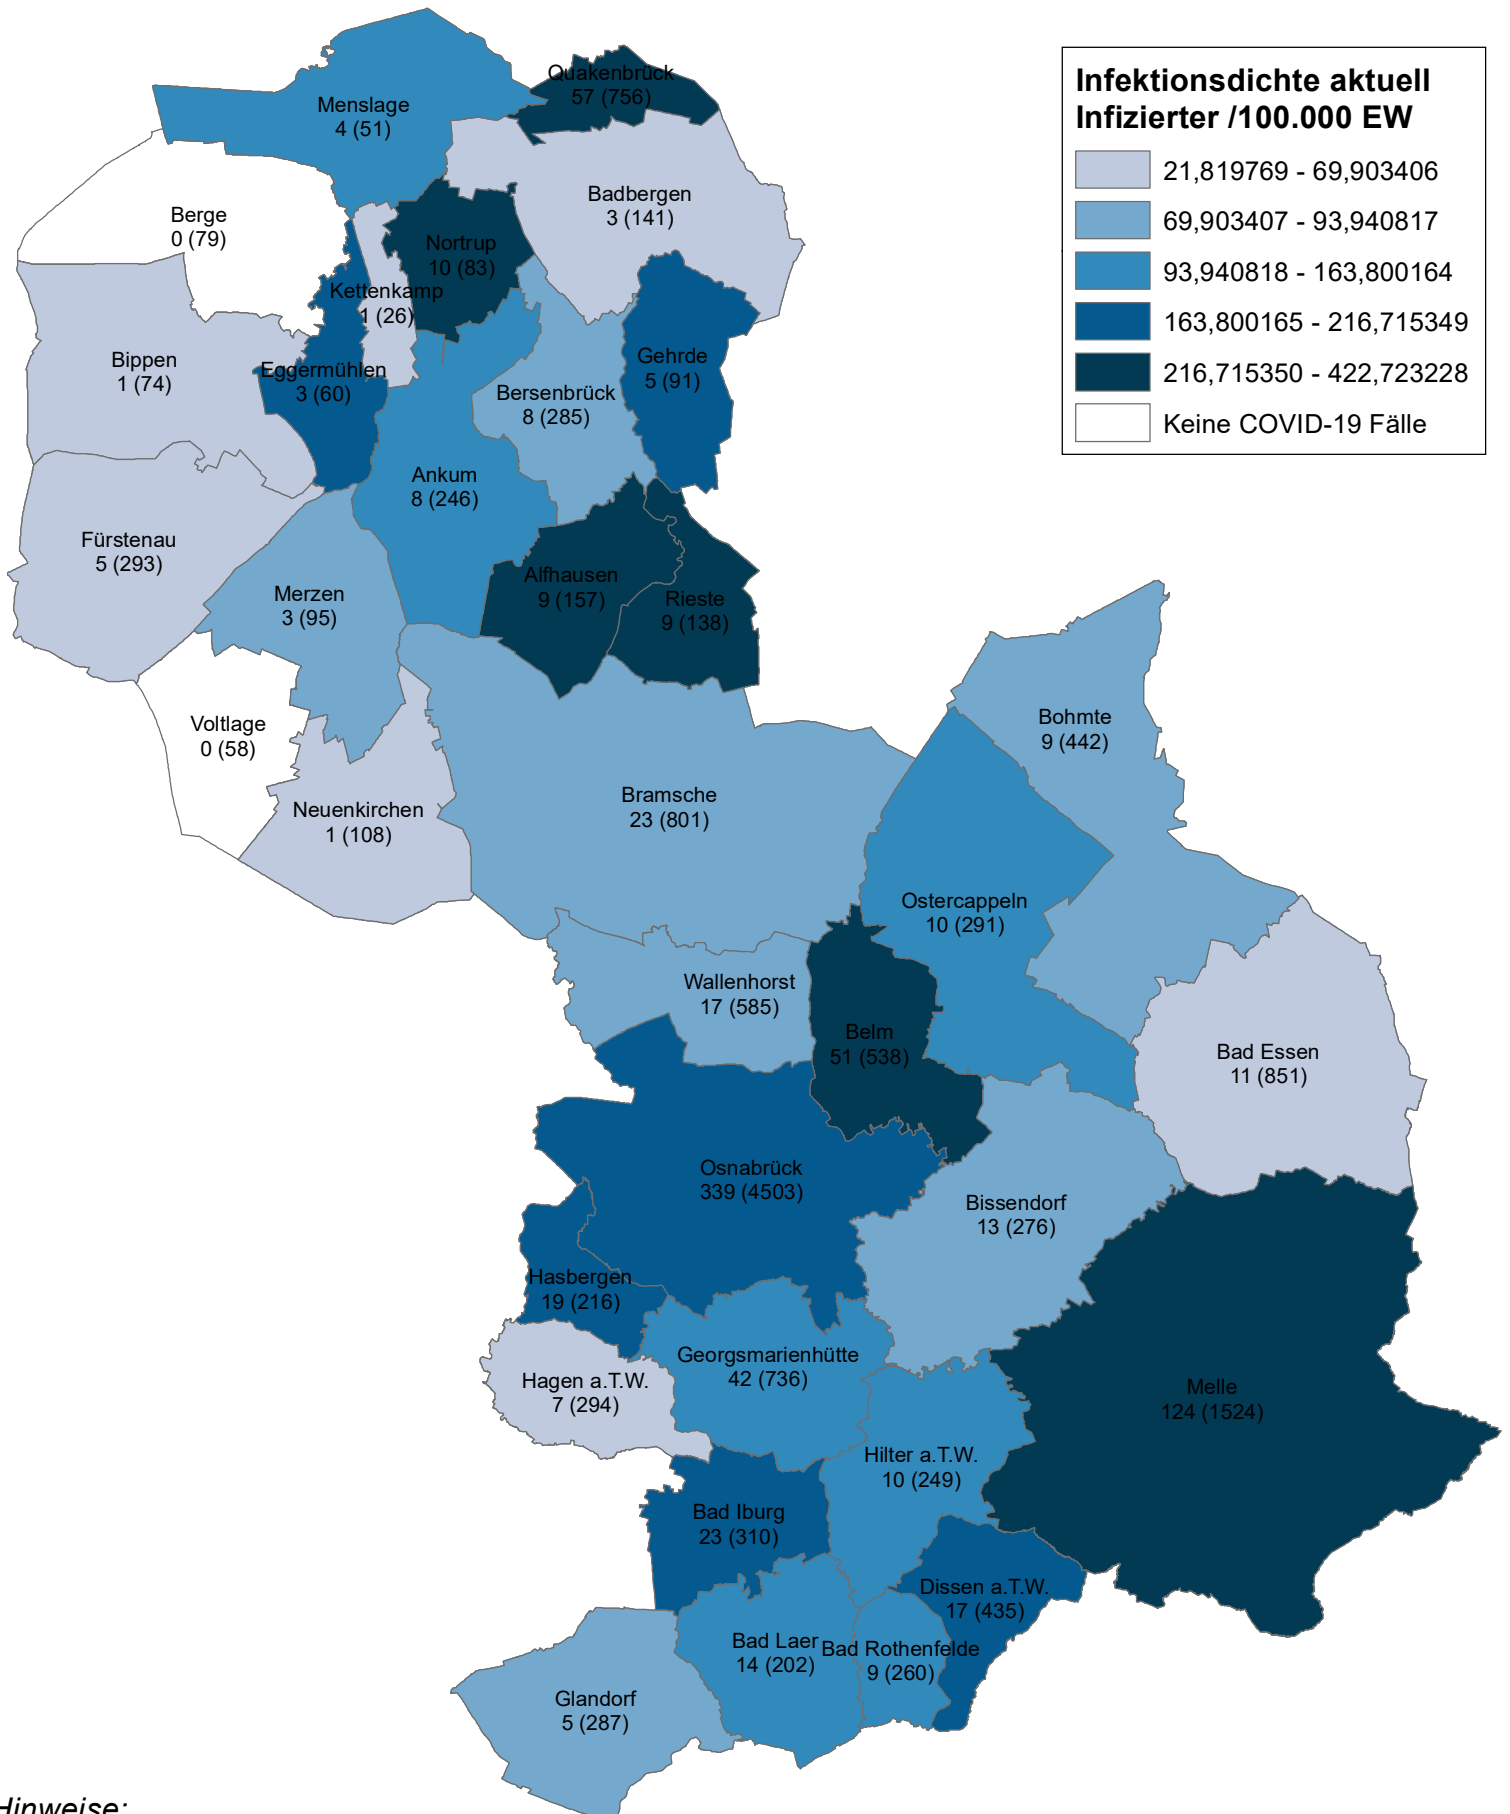 Infektionsdichte aktuell
Infizierter /100.000 EW
21,819769 - 69,903406
69,903407 - 93,940817
93,940818 - 163,800164
163,800165 - 216,715349
216,715350 - 422,723228
Keine COVID-19 Fälle
Quakenbrück
57 (756)
Menslage
4 (51)
Badbergen
3 (141)
Berge
0 (79)
Nortrup
10 (83)
Kettenkamp
1 (26)
Gehrde
5 (91)
Bippen
1 (74)
Eggermühlen
3 (60)
Bersenbrück
8 (285)
Ankum
8 (246)
Fürstenau
5 (293)
Alfhausen
9 (157)
Merzen
3 (95)
Rieste
9 (138)
Bohmte
9 (442)
Voltlage
0 (58)
Bramsche
23 (801)
Neuenkirchen
1 (108)
Ostercappeln
10 (291)
Wallenhorst
17 (585)
Belm
51 (538)
Bad Essen
11 (851)
Osnabrück
339 (4503)
Bissendorf
13 (276)
Hasbergen
19 (216)
Georgsmarienhütte
42 (736)
Hagen a.T.W.
7 (294)
Melle
124 (1524)
Hilter a.T.W.
10 (249)
Bad Iburg
23 (310)
Dissen a.T.W.
17 (435)
Bad Laer
14 (202)
Bad Rothenfelde
9 (260)
Glandorf
5 (287)
Hinweise: